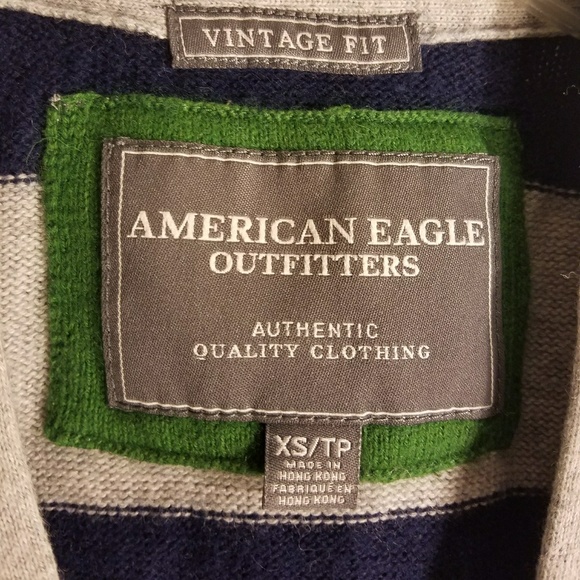 VINTAGE FIT
AMERICAN EAGLE
OUTFITTERS
AUTHENTIC
QUALITY CLOTHING
XS/TP
MADE IN
HONG KONG
FABRIQUE EN
HONG KONG